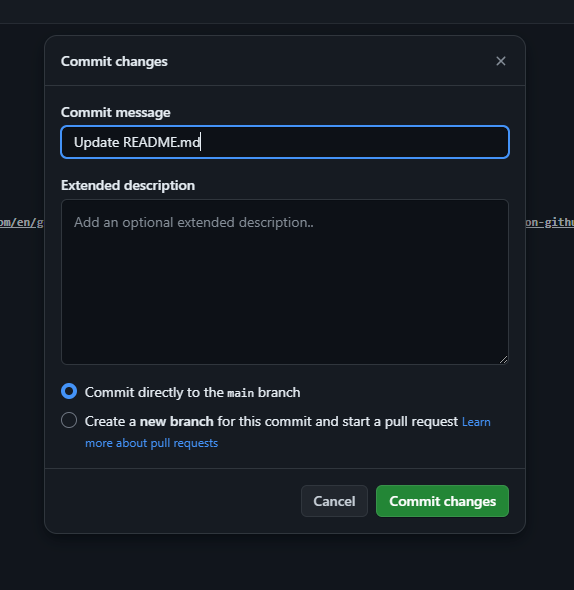 Commit changes
Commit message
Update README.md
Extended description
om/en/g
on-githu
Add an optional extended description..
Commit directly to the main branch
Create a new branch for this commit and start a pull request Learn
more about pull requests
Cancel
Commit changes